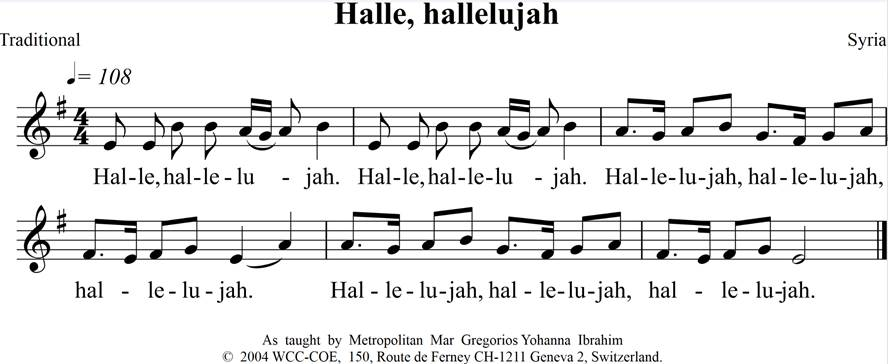 Halle, hallelujah
Traditional Syria
♩= 108
4
4
Hal-le, hal-le-lu - jah. Hal-le, hal-le-lu - jah. Hal-le-lu-jah, hal-le-lu-jah,
hal - le-lu-jah. Hal-le-lu-jah, hal-le-lu-jah, hal - le-lu-jah.
As taught by Metropolitan Mar Gregorios Yohanna Ibrahim
© 2004 WCC-COE, 150, Route de Ferney CH-1211 Geneva 2, Switzerland.